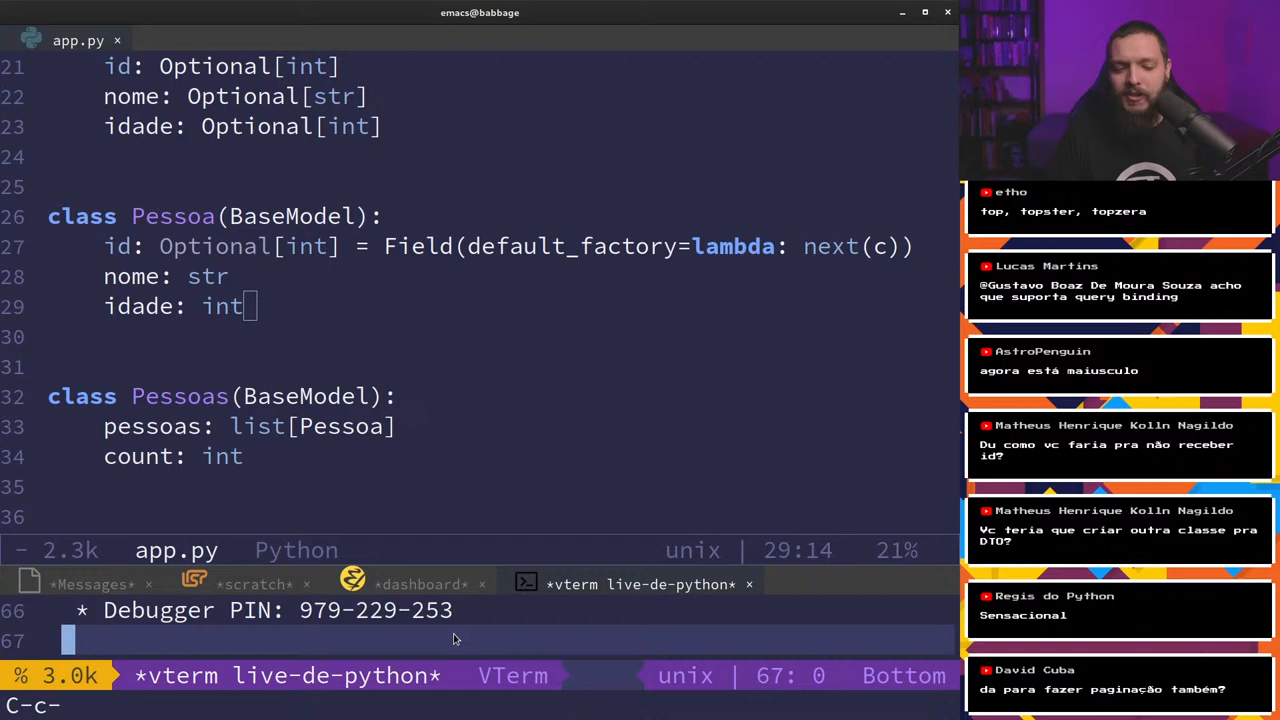 emacs@babbage
app.py ×
21 id: Optional[int]
22 nome: Optional[str]
23 idade: Optional[int]
24
25
26 class Pessoa(BaseModel):
27 id: Optional[int] = Field(default_factory=lambda: next(c))
28 nome: str
29 idade: int
30
31
32 class Pessoas(BaseModel):
33 pessoas: list[Pessoa]
34 count: int
35
36
- 2.3k app.py Python unix | 29:14 21%
*Messages* × *scratch* × *dashboard* × *vterm live-de-python* ×
66 * Debugger PIN: 979-229-253
67
% 3.0k *vterm live-de-python* VTerm unix | 67: 0 Bottom
C-c-
etho
top, topster, topzera
Lucas Martins
@Gustavo Boaz De Moura Souza acho
que suporta query binding
AstroPenguin
agora está maiusculo
Matheus Henrique Kolln Nagildo
Du como vc faria pra não receber
id?
Matheus Henrique Kolln Nagildo
Vc teria que criar outra classe pra
DTO?
Regis do Python
Sensacional
David Cuba
da para fazer paginação também?